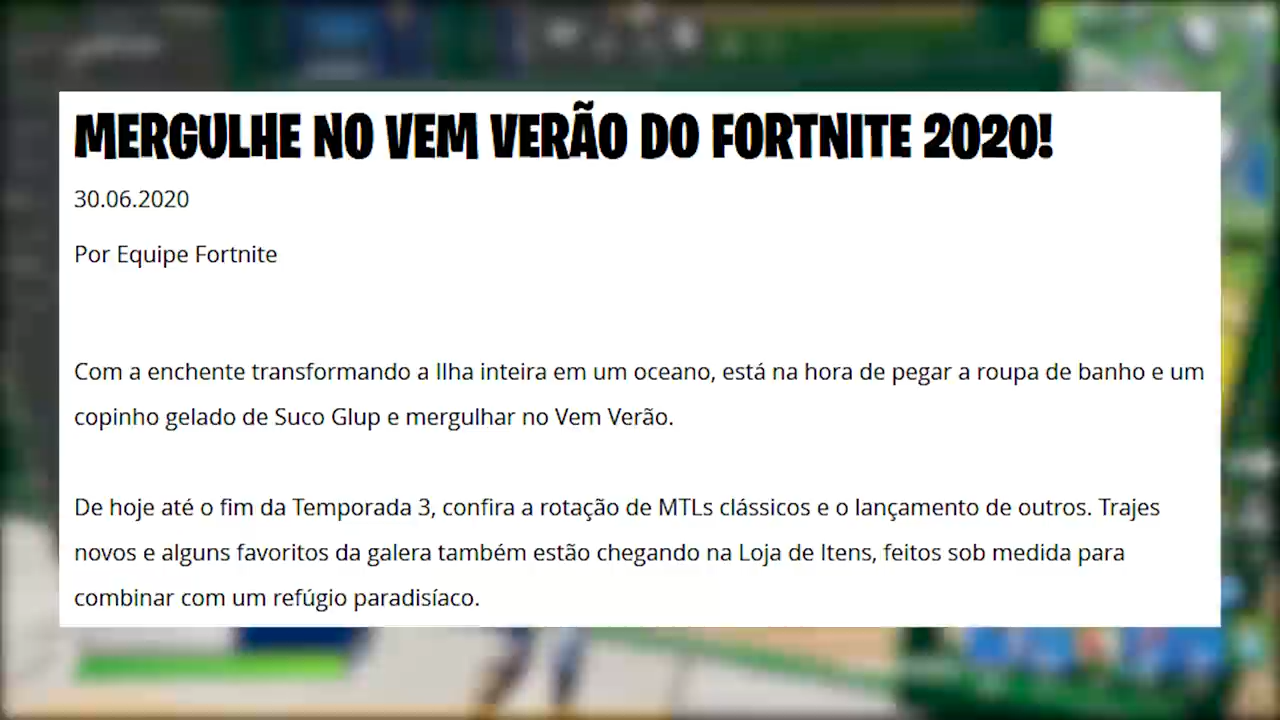 MERGULHE NO VEM VERÃO DO FORTNITE 2020!
30.06.2020
Por Equipe Fortnite
Com a enchente transformando a Ilha inteira em um oceano, está na hora de pegar a roupa de banho e um
copinho gelado de Suco Glup e mergulhar no Vem Verão.
De hoje até o fim da Temporada 3, confira a rotação de MTLs clássicos e o lançamento de outros. Trajes
novos e alguns favoritos da galera também estão chegando na Loja de Itens, feitos sob medida para
combinar com um refúgio paradisíaco.